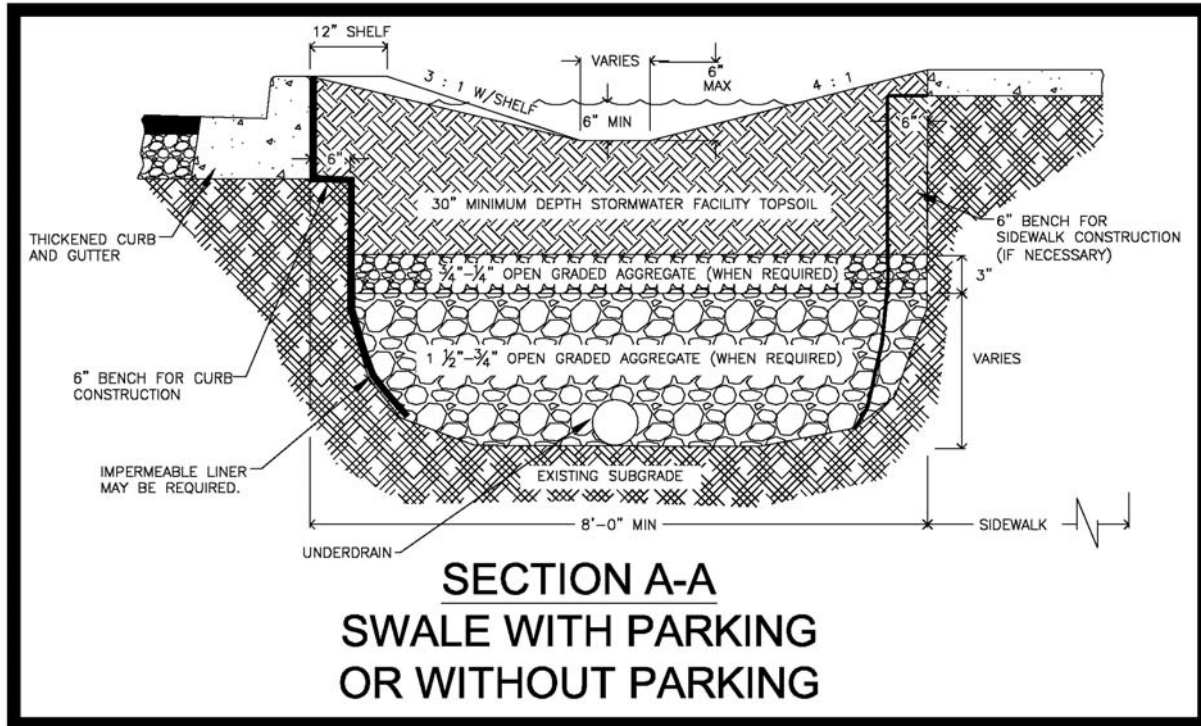 12" SHELF
VARIES
6"
MAX
3 : 1 W/SHELF
4 : 1
6" MIN
6"
6"
30" MINIMUM DEPTH STORMWATER FACILITY TOPSOIL
THICKENED CURB
AND GUTTER
6" BENCH FOR
SIDEWALK CONSTRUCTION
(IF NECESSARY)
¾"-¼" OPEN GRADED AGGREGATE (WHEN REQUIRED)
3"
1 ½"-¾" OPEN GRADED AGGREGATE (WHEN REQUIRED)
VARIES
6" BENCH FOR CURB
CONSTRUCTION
IMPERMEABLE LINER
MAY BE REQUIRED.
EXISTING SUBGRADE
8'-0" MIN
SIDEWALK
UNDERDRAIN
SECTION A-A
SWALE WITH PARKING
OR WITHOUT PARKING